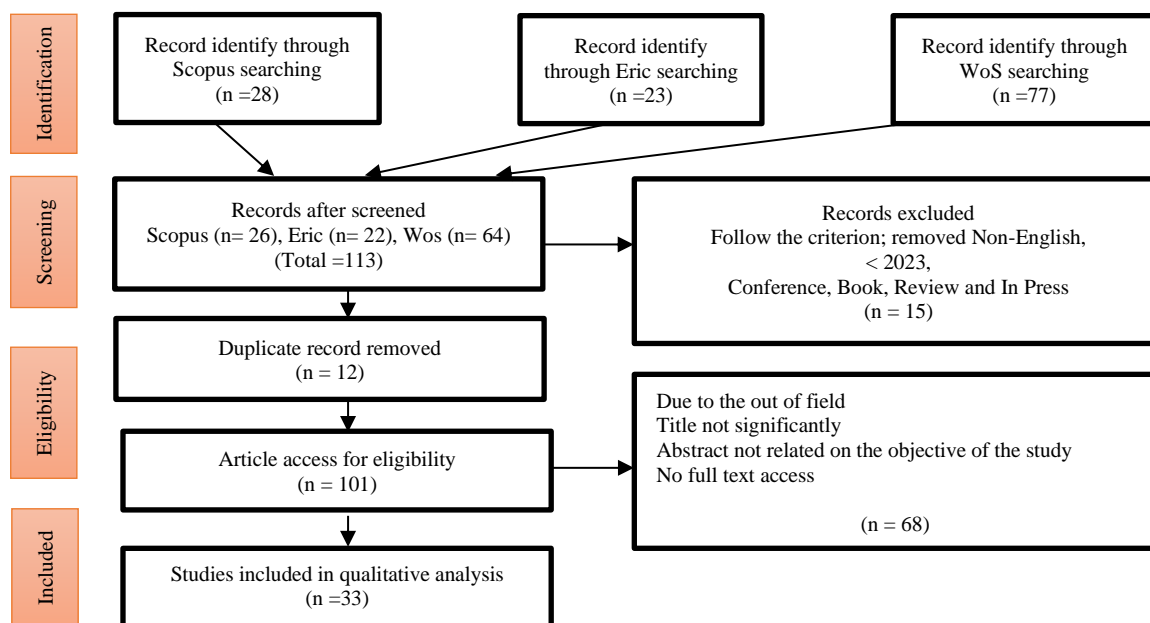 Identification
Record identify through
Scopus searching
(n =28)
Record identify
through Eric searching
(n =23)
Record identify through
WoS searching
(n =77)
Screening
Records after screened
Scopus (n= 26), Eric (n= 22), Wos (n= 64)
(Total =113)
Records excluded
Follow the criterion; removed Non-English,
< 2023,
Conference, Book, Review and In Press
(n = 15)
Eligibility
Duplicate record removed
(n = 12)
Article access for eligibility
(n = 101)
Due to the out of field
Title not significantly
Abstract not related on the objective of the study
No full text access
(n = 68)
Included
Studies included in qualitative analysis
(n =33)